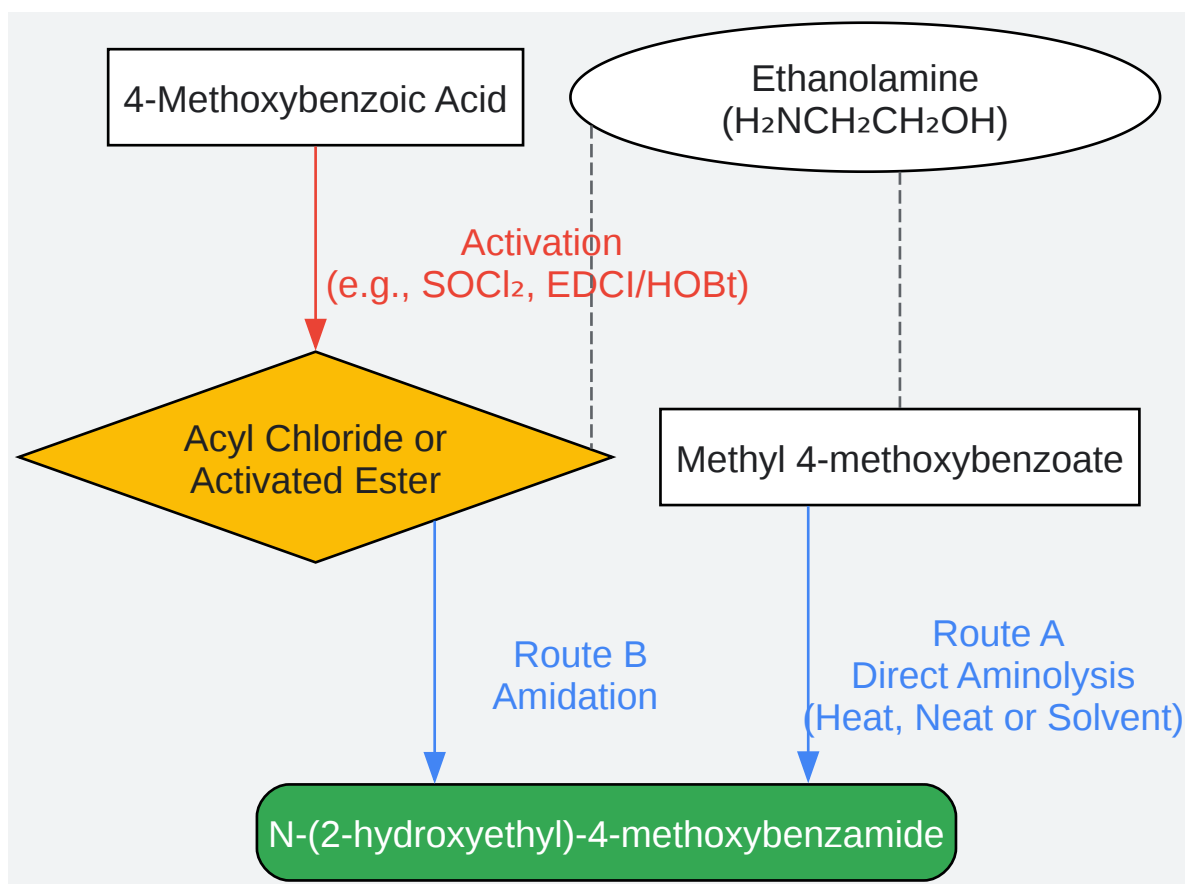 4-Methoxybenzoic Acid
Ethanolamine
(H₂NCH₂CH₂OH)
Activation
(e.g., SOCl₂, EDCI/HOBt)
Acyl Chloride or
Activated Ester
Methyl 4-methoxybenzoate
Route B
Amidation
Route A
Direct Aminolysis
(Heat, Neat or Solvent)
N-(2-hydroxyethyl)-4-methoxybenzamide